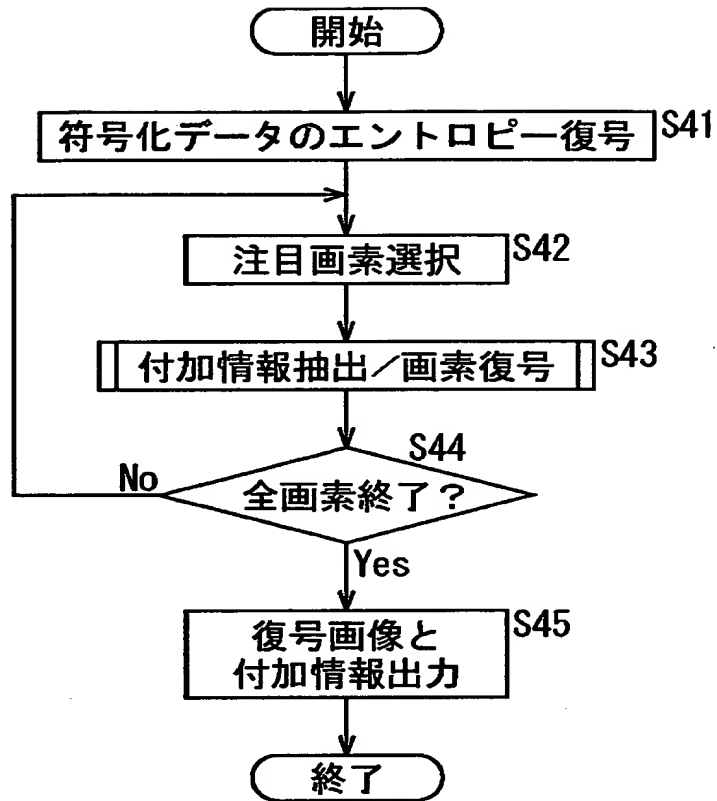 開始
符号化データのエントロピー復号
S41
注目画素選択
S42
付加情報抽出／画素復号
S43
S44
全画素終了？
No
Yes
復号画像と
付加情報出力
S45
終了